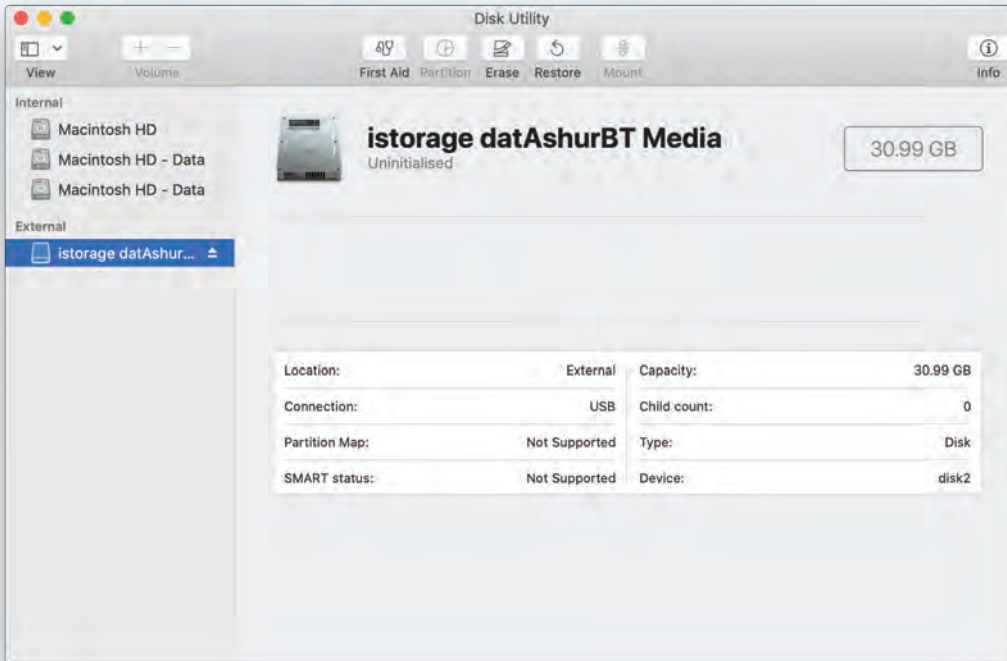 Disk Utility
View Volume First Aid Partition Erase Restore Mount Info
Internal
Macintosh HD
Macintosh HD - Data
Macintosh HD - Data
External
istorage datAshur...
istorage datAshurBT Media
Uninitialised
30.99 GB
Location: External Capacity: 30.99 GB
Connection: USB Child count: 0
Partition Map: Not Supported Type: Disk
SMART status: Not Supported Device: disk2